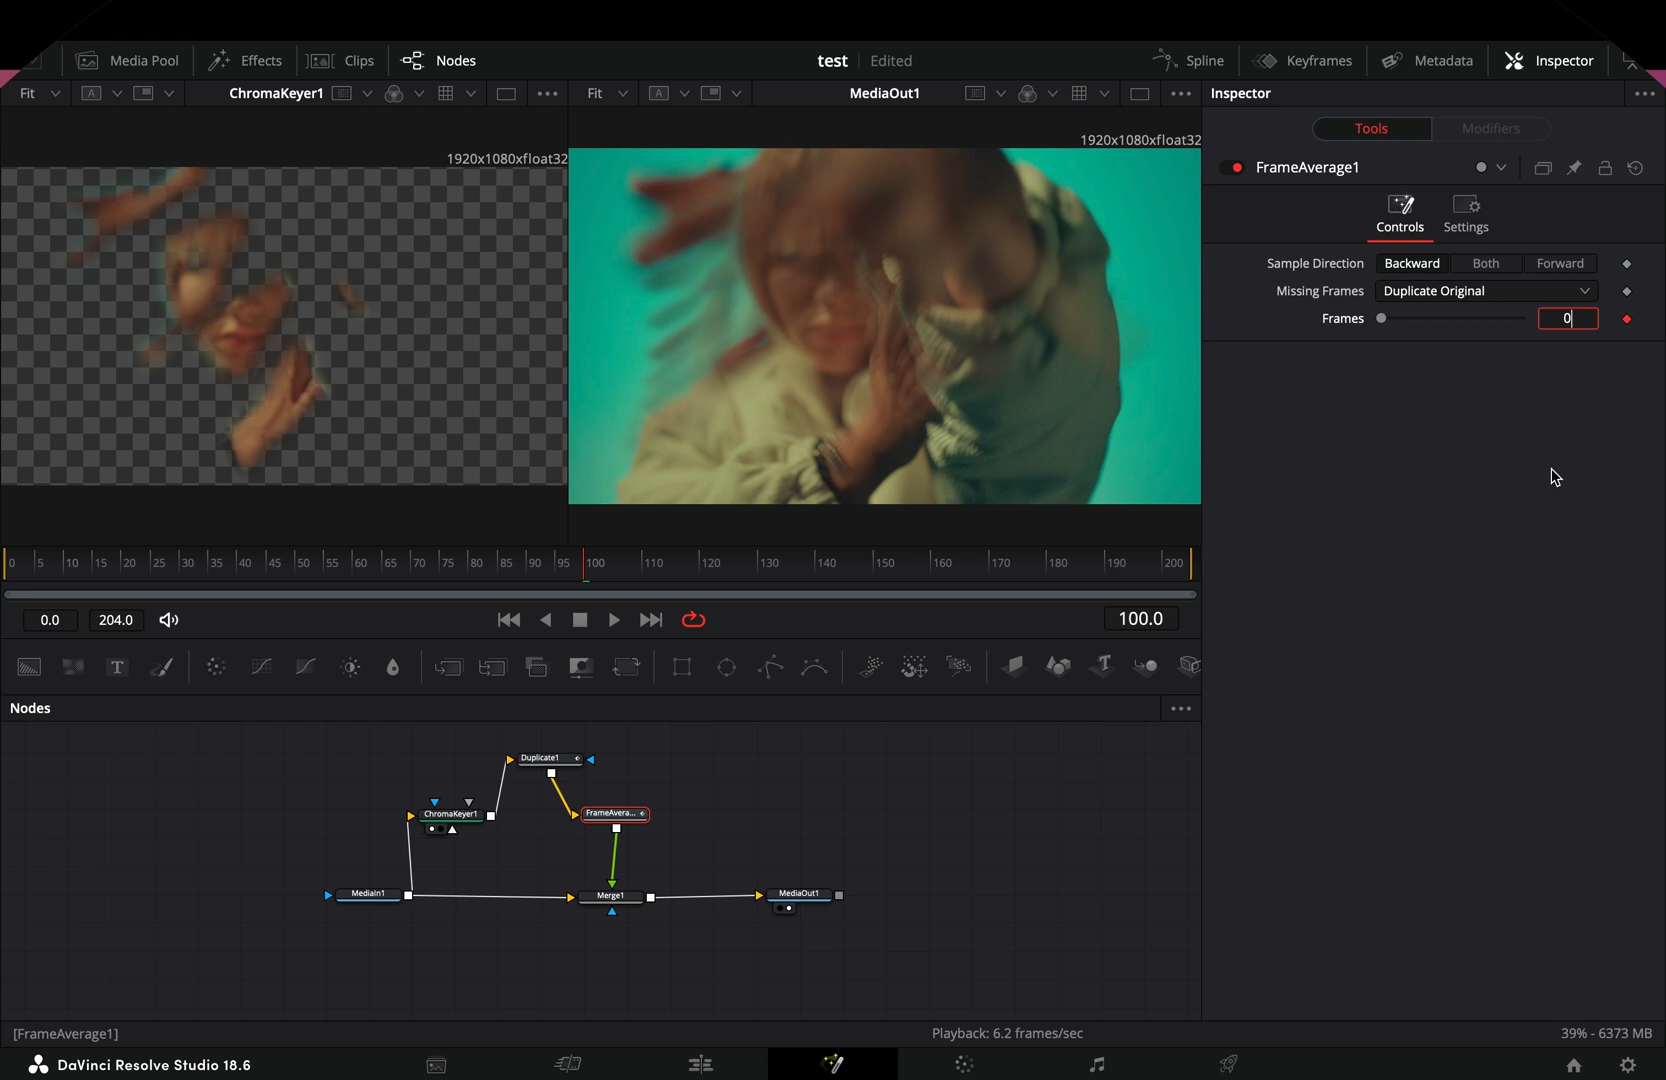 Media Pool
Effects
Clips
Nodes
test
Edited
Spline
Keyframes
Metadata
Inspector
Fit
A
ChromaKeyer1
Fit
A
MediaOut1
Inspector
1920x1080xfloat32
1920x1080xfloat32
Tools
Modifiers
FrameAverage1
Controls
Settings
Sample Direction
Backward
Both
Forward
Missing Frames
Duplicate Original
Frames
0
0 5 10 15 20 25 30 35 40 45 50 55 60 65 70 75 80 85 90 95 100 110 120 130 140 150 160 170 180 190 200
0.0
204.0
100.0
T
T
Nodes
Duplicate1
ChromaKeyer1
FrameAvera...
MediaIn1
Merge1
MediaOut1
[FrameAverage1]
Playback: 6.2 frames/sec
39% - 6373 MB
DaVinci Resolve Studio 18.6